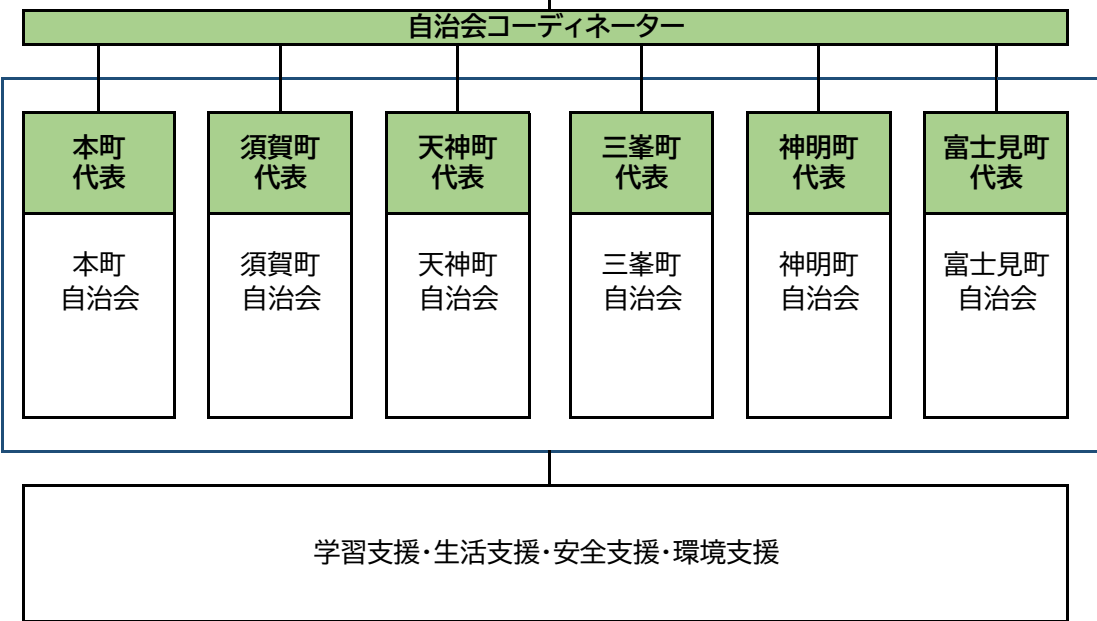 自治会コーディネーター
本町
代表
須賀町
代表
天神町
代表
三峯町
代表
神明町
代表
富士見町
代表
本町
自治会
須賀町
自治会
天神町
自治会
三峯町
自治会
神明町
自治会
富士見町
自治会
学習支援･生活支援･安全支援･環境支援